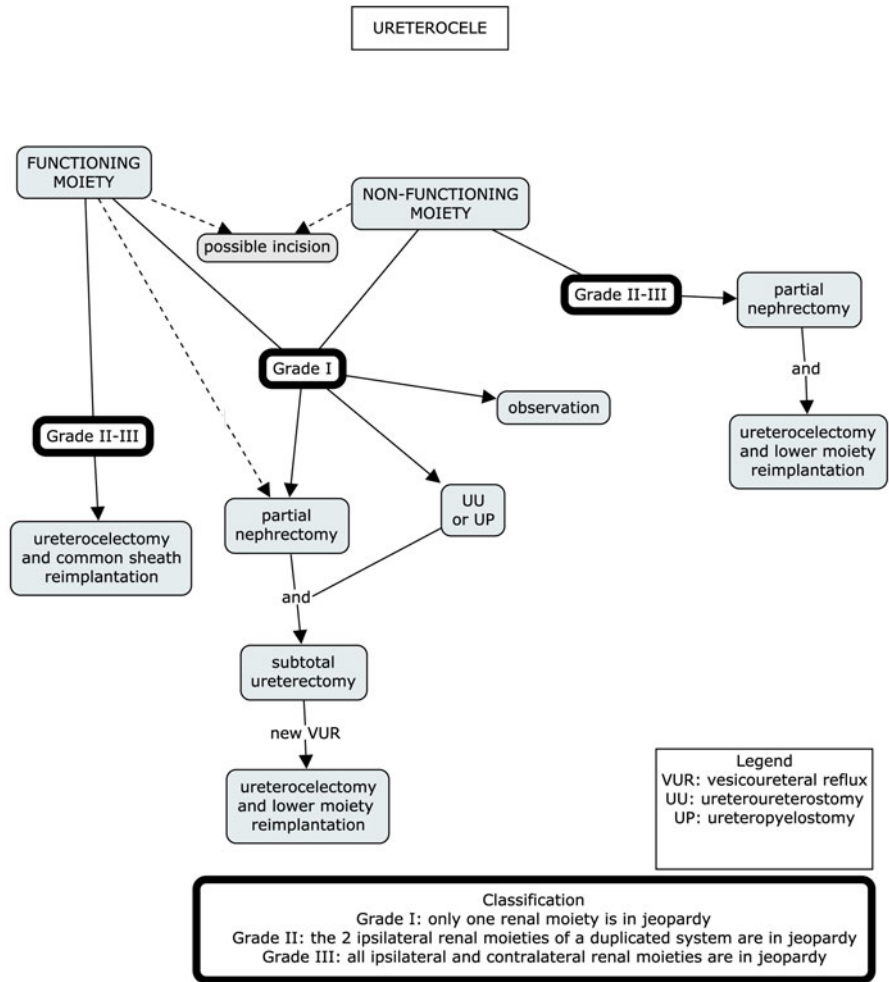 URETEROCELE
FUNCTIONING
MOIETY
NON-FUNCTIONING
MOIETY
possible incision
Grade II-III
partial
nephrectomy
and
ureterocelectomy
and lower moiety
reimplantation
Grade I
observation
Grade II-III
ureterocelectomy
and common sheath
reimplantation
partial
nephrectomy
UU
or UP
and
subtotal
ureterectomy
new VUR
ureterocelectomy
and lower moiety
reimplantation
Legend
VUR: vesicoureteral reflux
UU: ureteroureterostomy
UP: ureteropyelostomy
Classification
Grade I: only one renal moiety is in jeopardy
Grade II: the 2 ipsilateral renal moieties of a duplicated system are in jeopardy
Grade III: all ipsilateral and contralateral renal moieties are in jeopardy